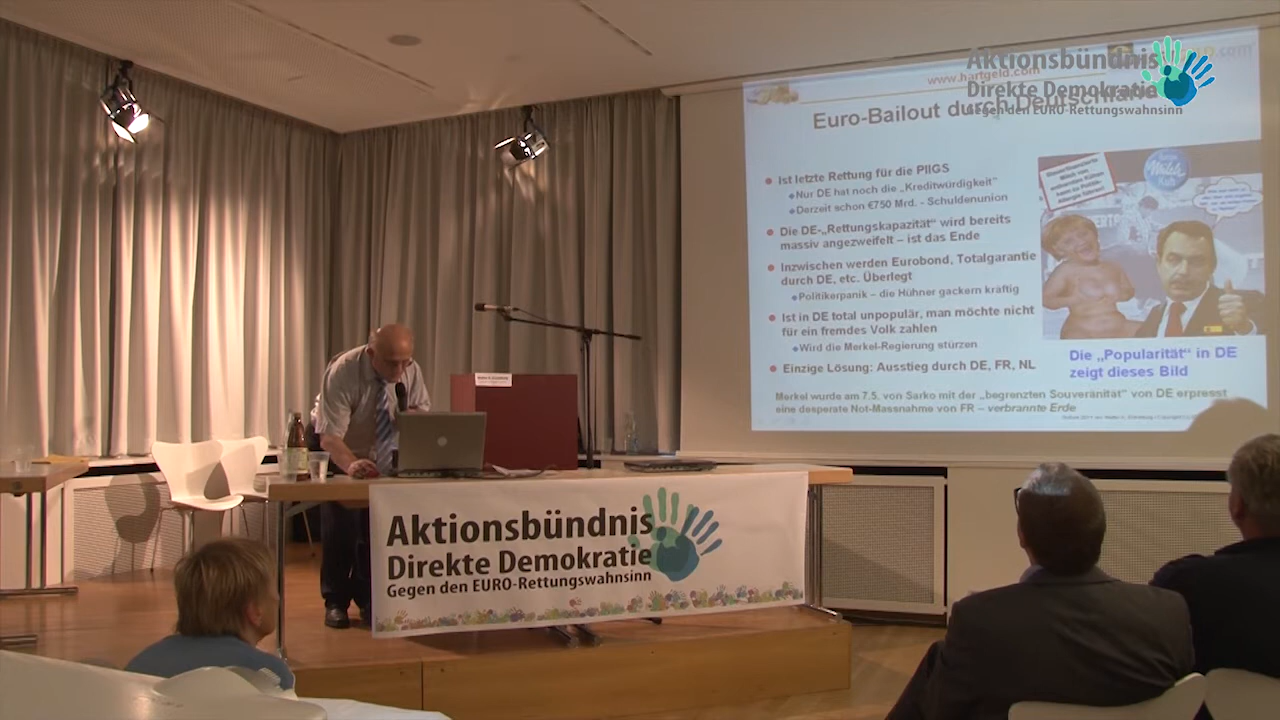 Aktionsbündnis
Direkte Demokratie
Gegen den EURO-Rettungswahnsinn
www.hartgeld.com
Euro-Bailout durch Deutschland
Ist letzte Rettung für die PIIGS
Nur DE hat noch die „Kreditwürdigkeit"
Derzeit schon €750 Mrd. - Schuldenunion
Die DE-„Rettungskapazität" wird bereits
massiv angezweifelt – ist das Ende
Inzwischen werden Eurobond, Totalgarantie
durch DE, etc. Überlegt
Politikerpanik – die Hühner gackern kräftig
Ist in DE total unpopulär, man möchte nicht
für ein fremdes Volk zahlen
Wird die Merkel-Regierung stürzen
Einzige Lösung: Ausstieg durch DE, FR, NL
Die „Popularität" in DE
zeigt dieses Bild
Merkel wurde am 7.5. von Sarko mit der „begrenzten Souveränität" von DE erpresst
eine desperate Not-Massnahme von FR – verbrannte Erde
Aktionsbündnis
Direkte Demokratie
Gegen den EURO-Rettungswahnsinn